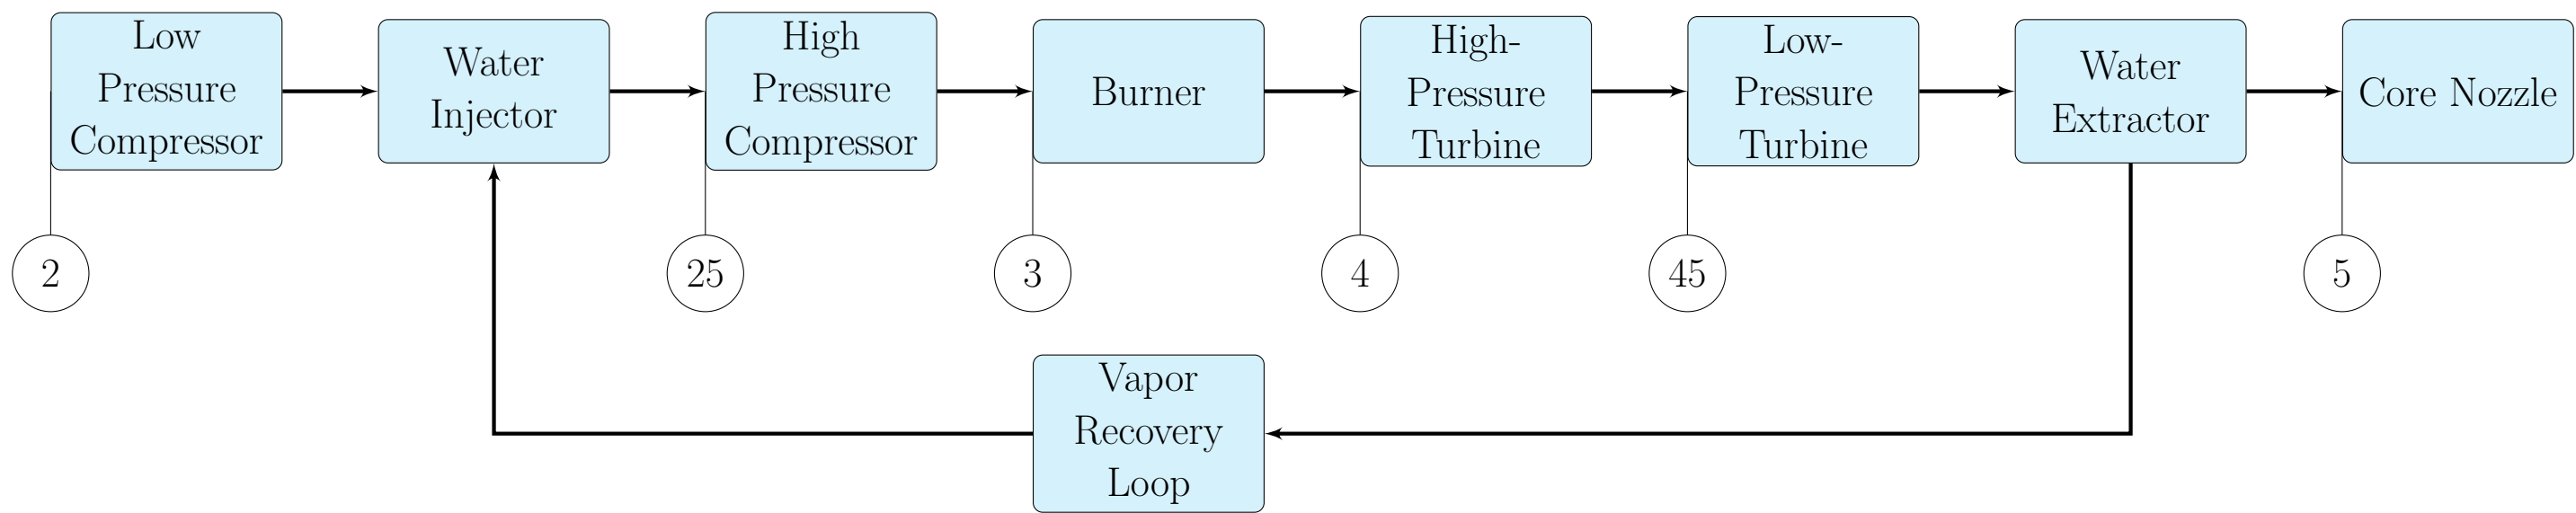 Low
Pressure
Compressor
Water
Injector
High
Pressure
Compressor
Burner
High-
Pressure
Turbine
Low-
Pressure
Turbine
Water
Extractor
Core Nozzle
2
25
3
4
45
5
Vapor
Recovery
Loop